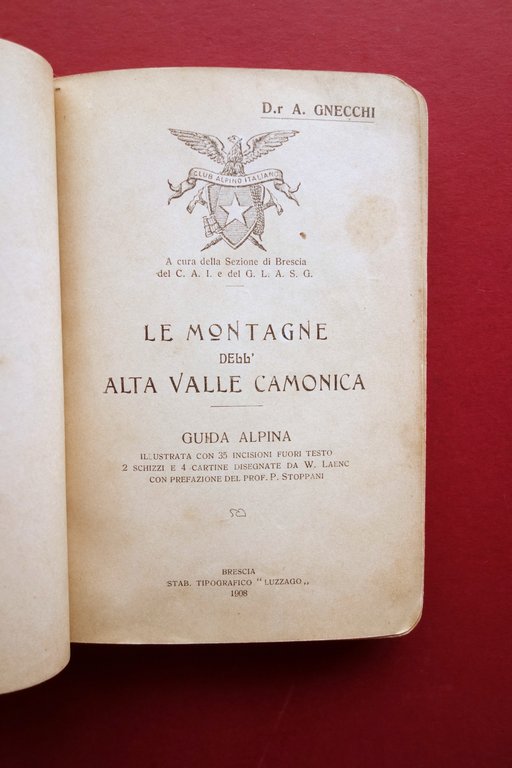 D.r A. GNECCHI
CLUB ALPINO ITALIANO
A cura della Sezione di Brescia
del C. A. I. e del G. L. A. S. G.
LE MONTAGNE
DELL'
ALTA VALLE CAMONICA
GUIDA ALPINA
ILLUSTRATA CON 35 INCISIONI FUORI TESTO
2 SCHIZZI E 4 CARTINE DISEGNATE DA W. LAENG
CON PREFAZIONE DEL PROF. P. STOPPANI
BRESCIA
STAB. TIPOGRAFICO "LUZZAGO„
1908